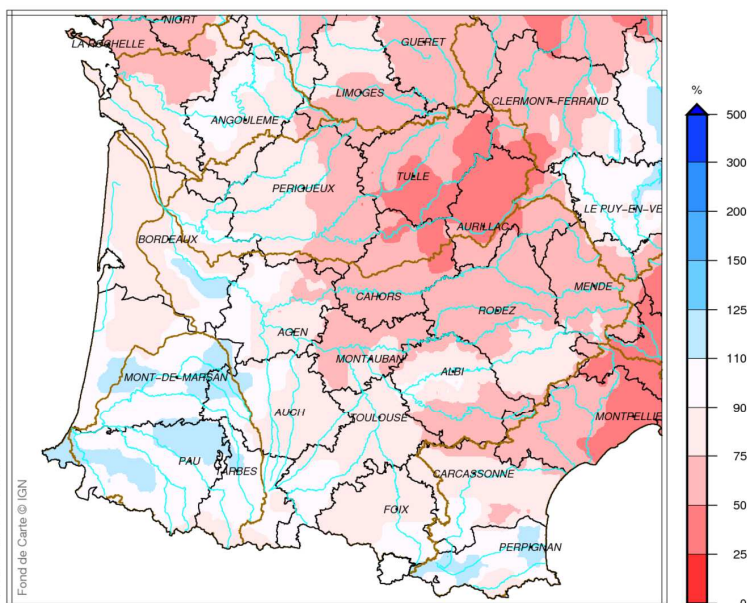 NIORT
LA ROCHELLE
GUERET
LIMOGES
CLERMONT-FERRAND
ANGOULEME
TULLE
PERIGUEUX
LE PUY-EN-VE
AURILLAC
BORDEAUX
MENDE
CAHORS
RODEZ
AGEN
MONTAUBAN
ALBI
MONT-DE-MARSAN
AUCH
TOULOUSE
MONTPELLIE
PAU
TARBES
CARCASSONNE
FOIX
PERPIGNAN
Fond de Carte © IGN
%
500
300
200
150
125
110
90
75
50
25
0